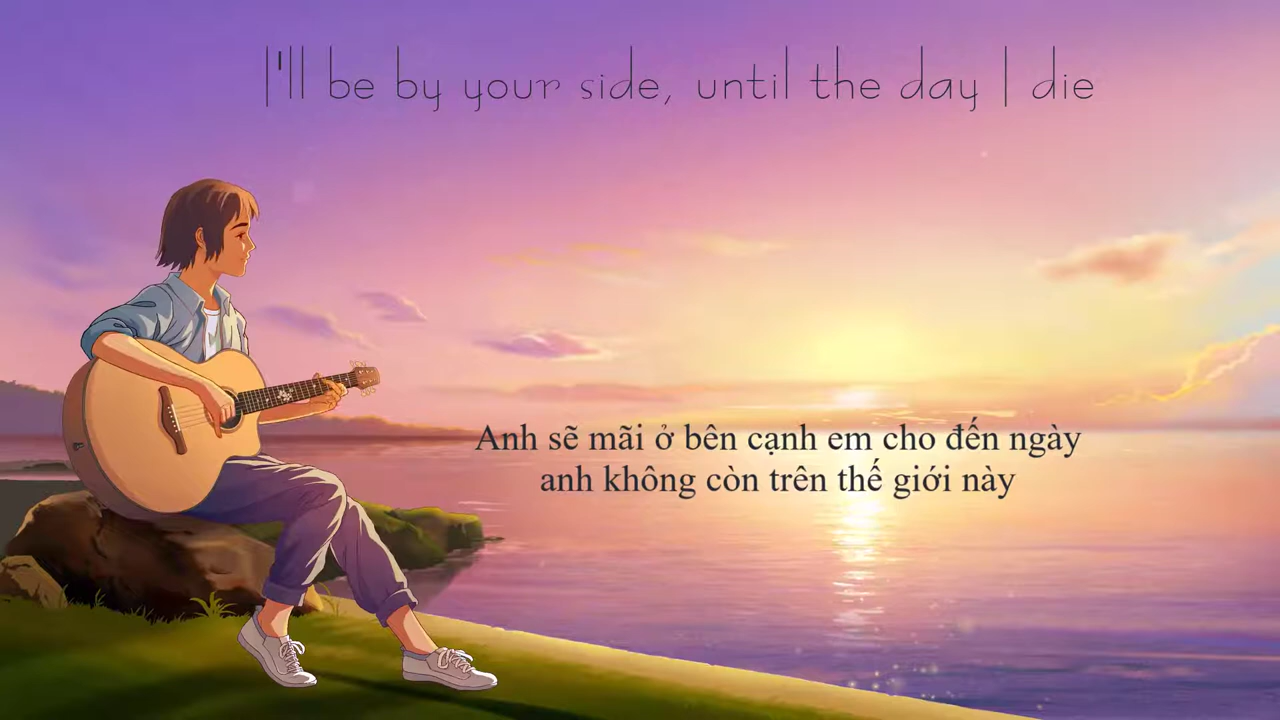 I'll be by your side, until the day I die
Anh sẽ mãi ở bên cạnh em cho đến ngày
anh không còn trên thế giới này